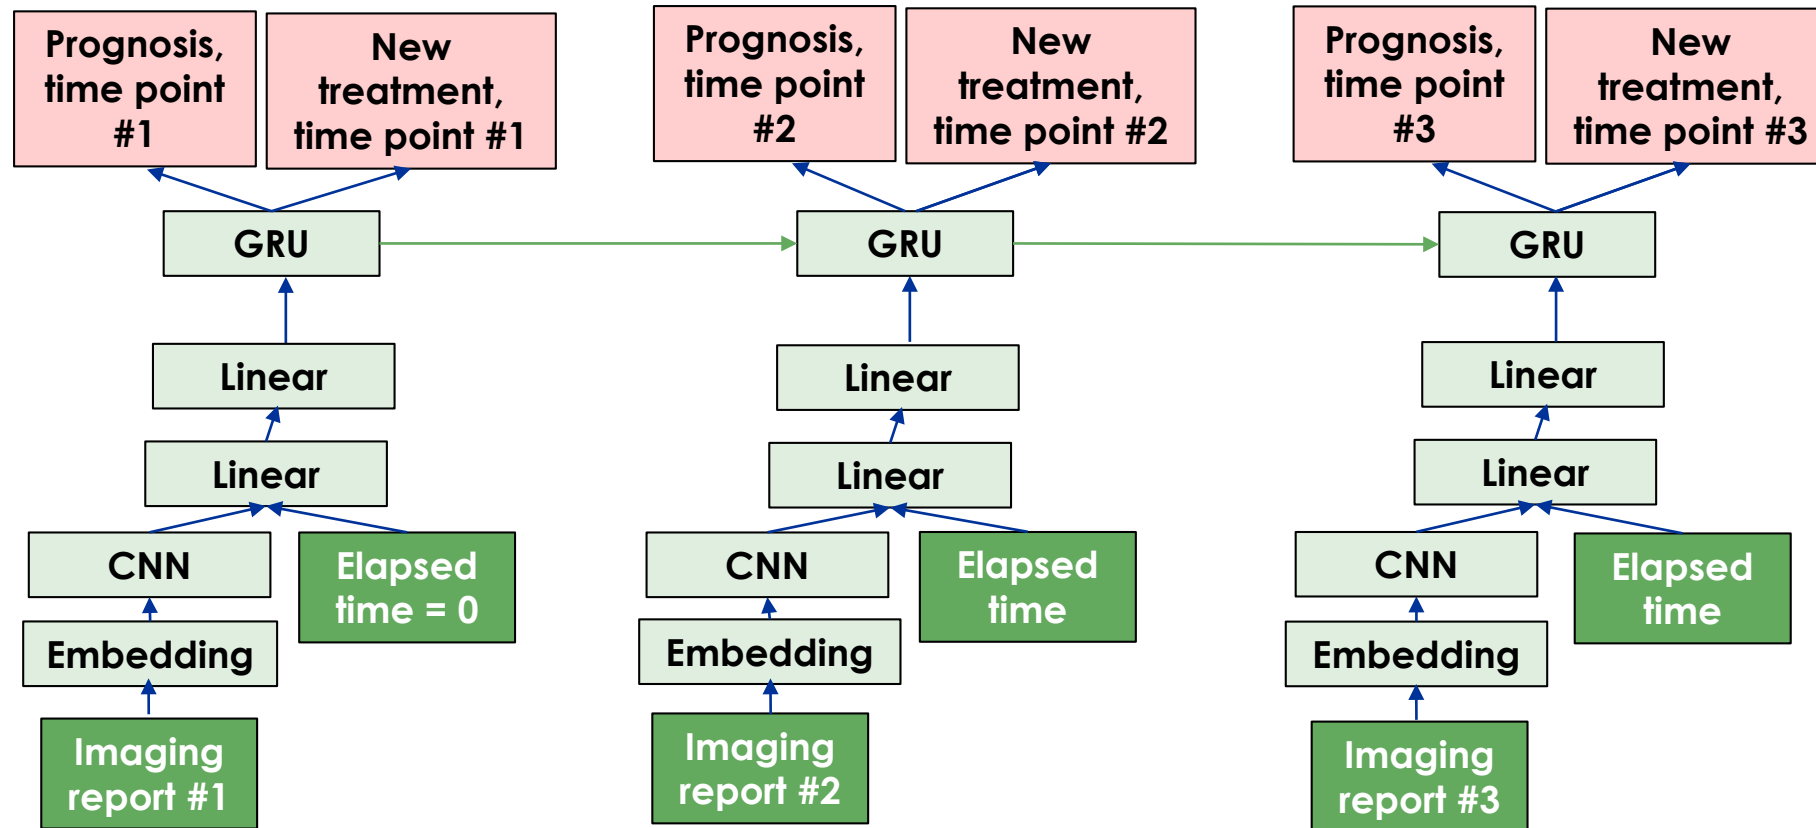 Prognosis,
time point
#1
New
treatment,
time point #1
Prognosis,
time point
#2
New
treatment,
time point #2
Prognosis,
time point
#3
New
treatment,
time point #3
GRU
GRU
GRU
Linear
Linear
Linear
Linear
Linear
Linear
CNN
Elapsed
time = 0
CNN
Elapsed
time
CNN
Elapsed
time
Embedding
Embedding
Embedding
Imaging
report #1
Imaging
report #2
Imaging
report #3